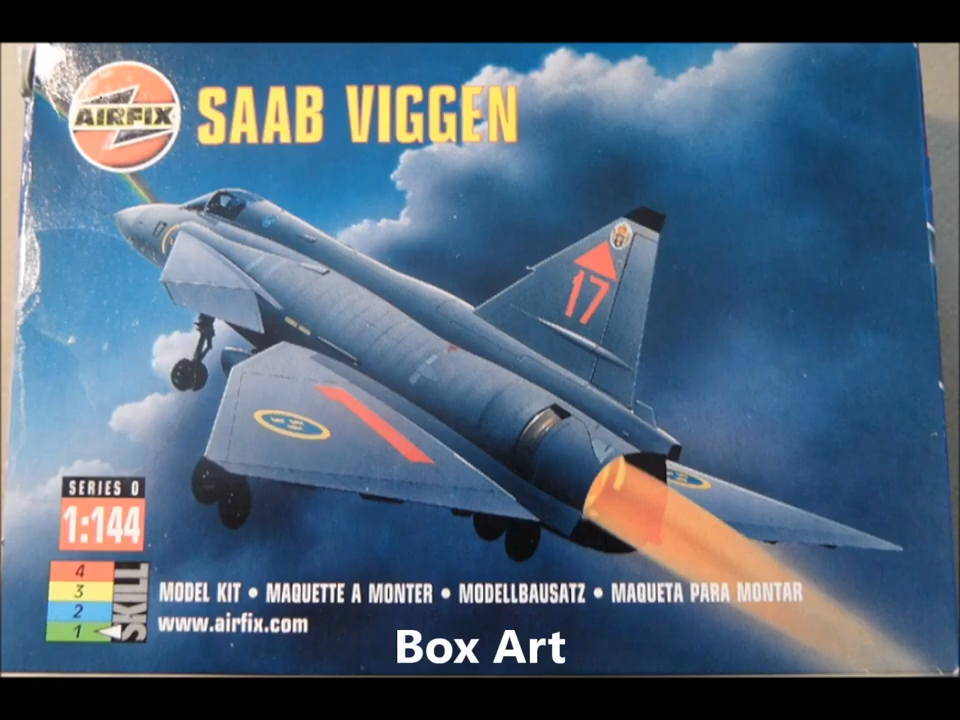 AIRFIX
SAAB VIGGEN
17
17
SERIES 0
1:144
4
3
2
1
SKILL
MODEL KIT • MAQUETTE A MONTER • MODELLBAUSATZ • MAQUETA PARA MONTAR
www.airfix.com
Box Art